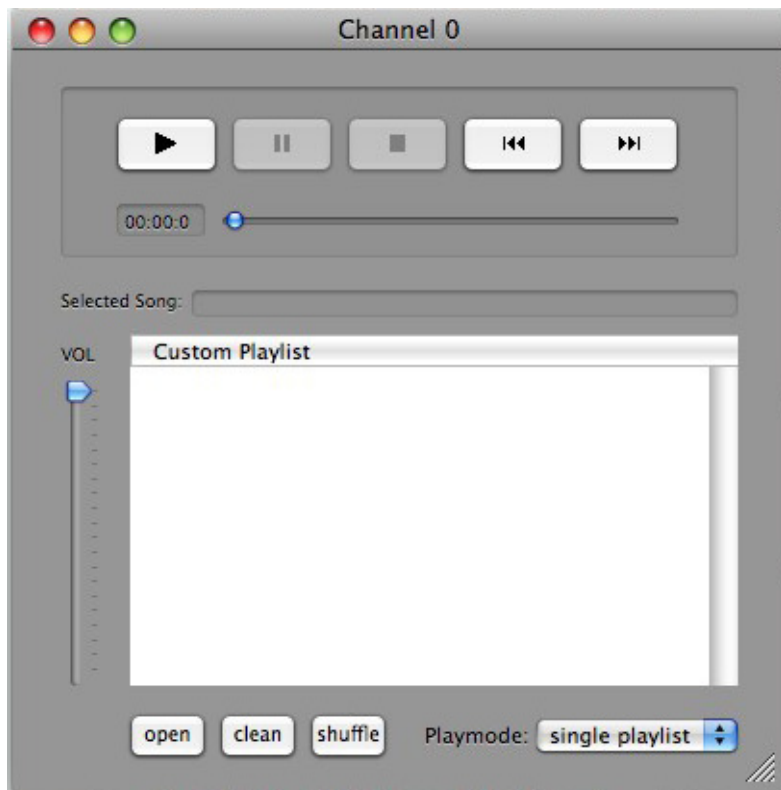 Channel 0
00:00:0
Selected Song:
VOL
Custom Playlist
open clean shuffle Playmode: single playlist